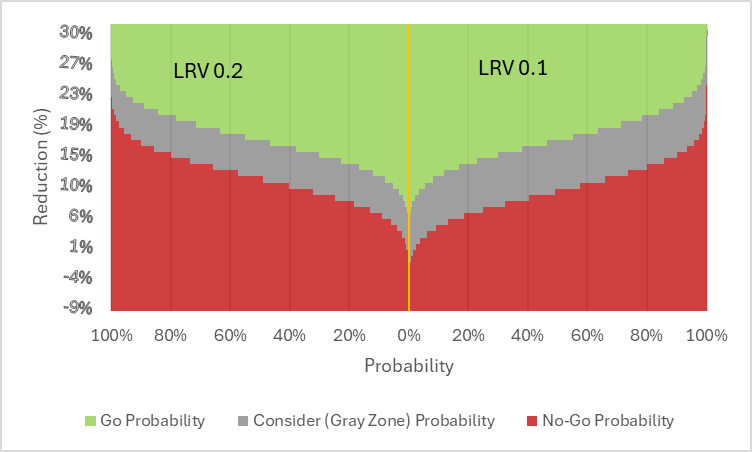 30%
27%
23%
19%
15%
10%
6%
1%
-4%
-9%
Reduction (%)
LRV 0.2
LRV 0.1
100% 80% 60% 40% 20% 0% 20% 40% 60% 80% 100%
Probability
Go Probability Consider (Gray Zone) Probability No-Go Probability